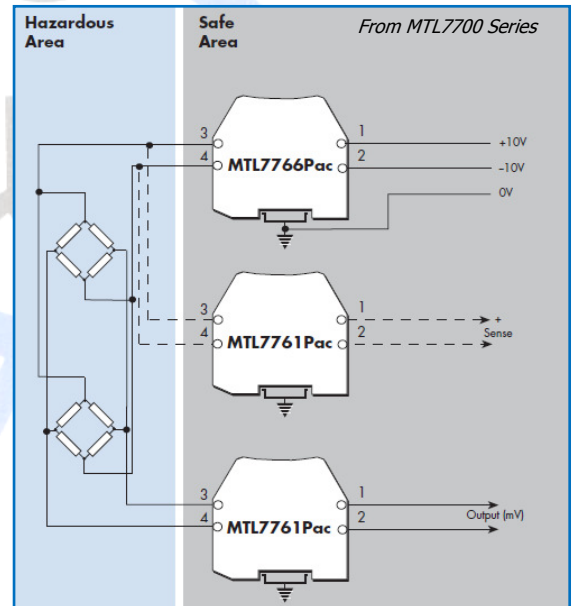 Hazardous
Area
Safe
Area
From MTL7700 Series
3
4
MTL7766Pac
1
2
+10V
–10V
0V
3
4
MTL7761Pac
1
2
+
Sense
3
4
MTL7761Pac
1
2
Output (mV)